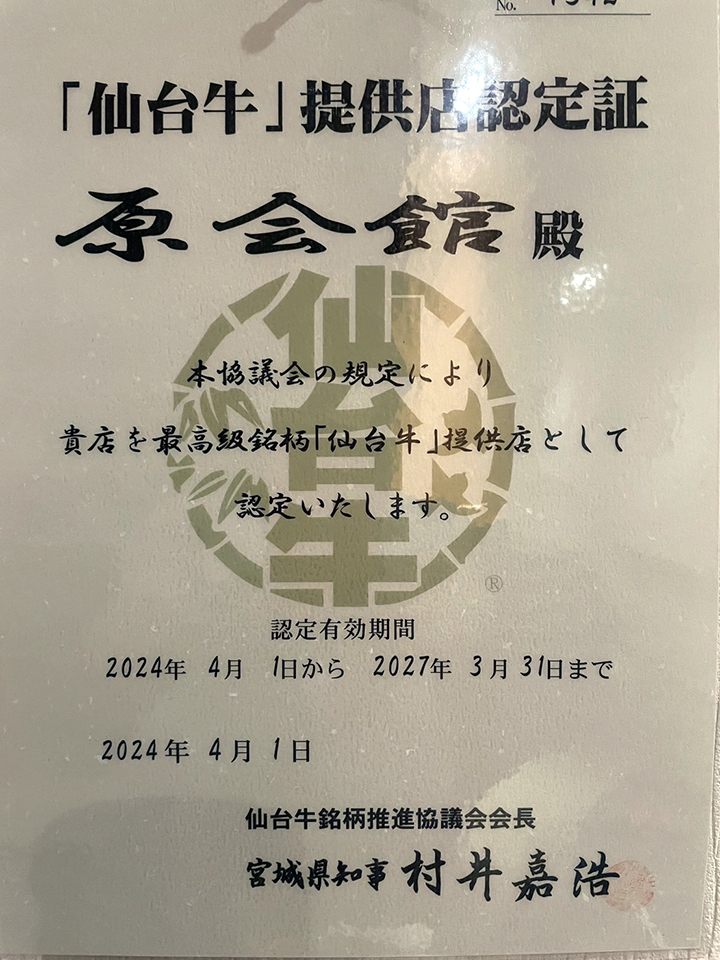 No.
「仙台牛」提供店認定証
原会館 殿
仙台牛
本協議会の規定により
貴店を最高級銘柄「仙台牛」提供店として
認定いたします。
®
認定有効期間
2024年 4月 1日から 2027年 3月31日まで
2024年 4月 1日
仙台牛銘柄推進協議会会長
宮城県知事 村井嘉浩